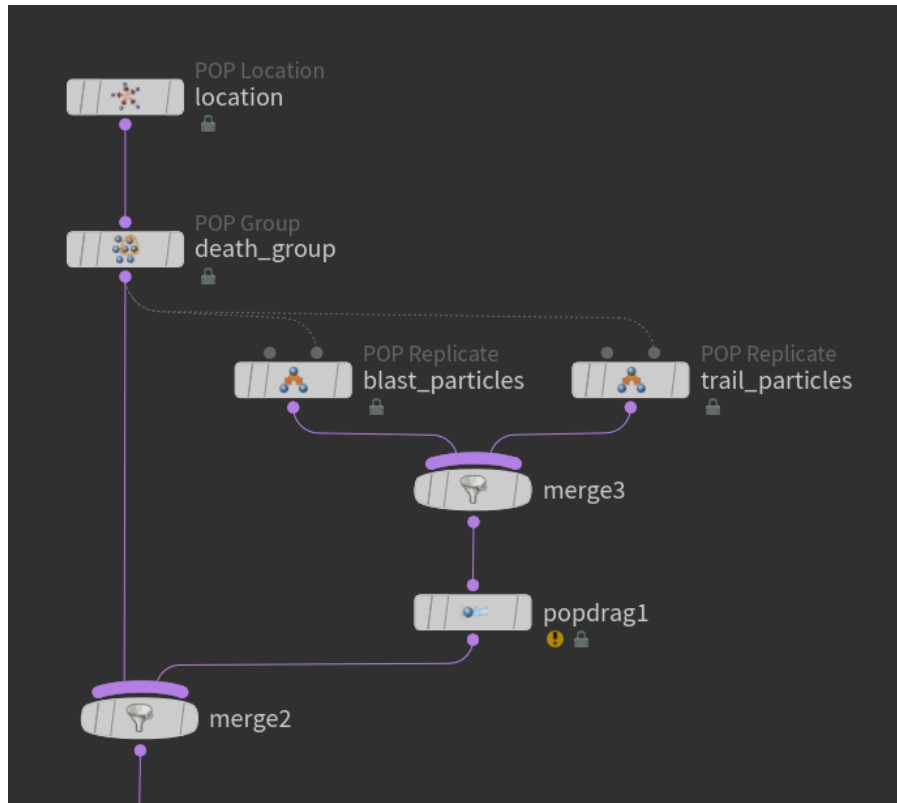 POP Location
location
POP Group
death_group
POP Replicate
blast_particles
POP Replicate
trail_particles
merge3
popdrag1
merge2